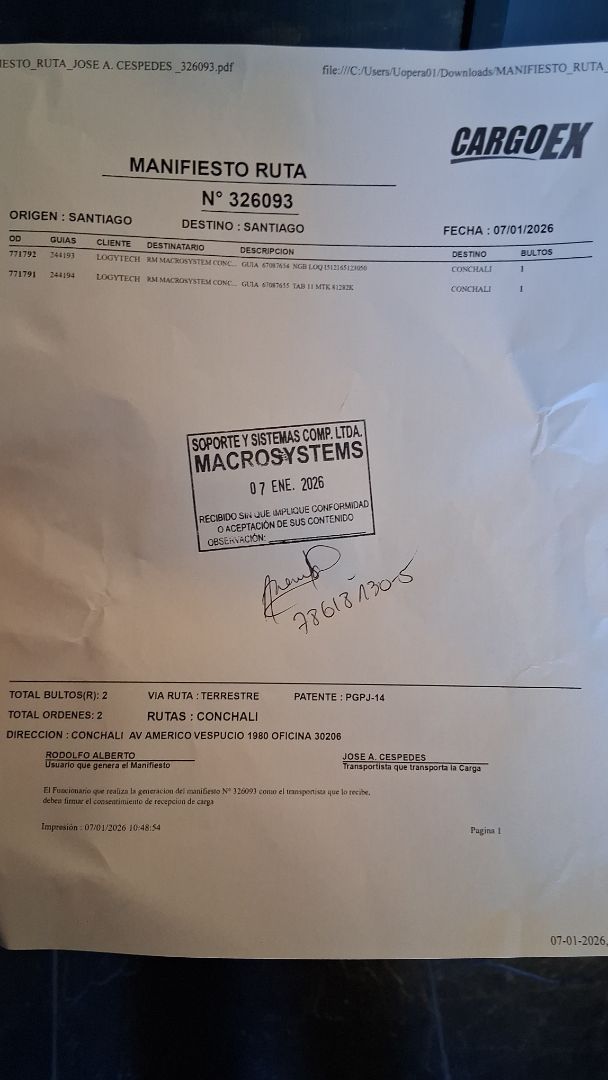 IESTO_RUTA_JOSE A. CESPEDES _326093.pdf file:///C:/Users/Uopera01/Downloads/MANIFIESTO_RUTA_
CARGOEX
MANIFIESTO RUTA
N° 326093
ORIGEN : SANTIAGO DESTINO : SANTIAGO FECHA : 07/01/2026
OD GUIAS CLIENTE DESTINATARIO DESCRIPCION DESTINO BULTOS
771792 244193 LOGYTECH RM MACROSYSTEM CONC... GUIA 67087654 NGB LOQ CONCHALI 1
771791 244194 LOGYTECH RM MACROSYSTEM CONC... GUIA 67087655 TAB 11 MTK CONCHALI 1
SOPORTE Y SISTEMAS COMP. LTDA.
MACROSYSTEMS
07 ENE. 2026
RECIBIDO SIN QUE IMPLIQUE CONFORMIDAD
O ACEPTACIÓN DE SUS CONTENIDO
OBSERVACIÓN:
78618130-5
TOTAL BULTOS(R): 2 VIA RUTA : TERRESTRE PATENTE : PGPJ-14
TOTAL ORDENES: 2 RUTAS : CONCHALI
DIRECCION : CONCHALI AV AMERICO VESPUCIO 1980 OFICINA 30206
RODOLFO ALBERTO JOSE A. CESPEDES
Usuario que genera el Manifiesto Transportista que transporta la Carga
El Funcionario que realiza la generacion del manifiesto N° 326093 como el transportista que lo recibe,
deben firmar el consentimiento de recepcion de carga
Impresión : 07/01/2026 10:48:54 Pagina 1
07-01-2026,